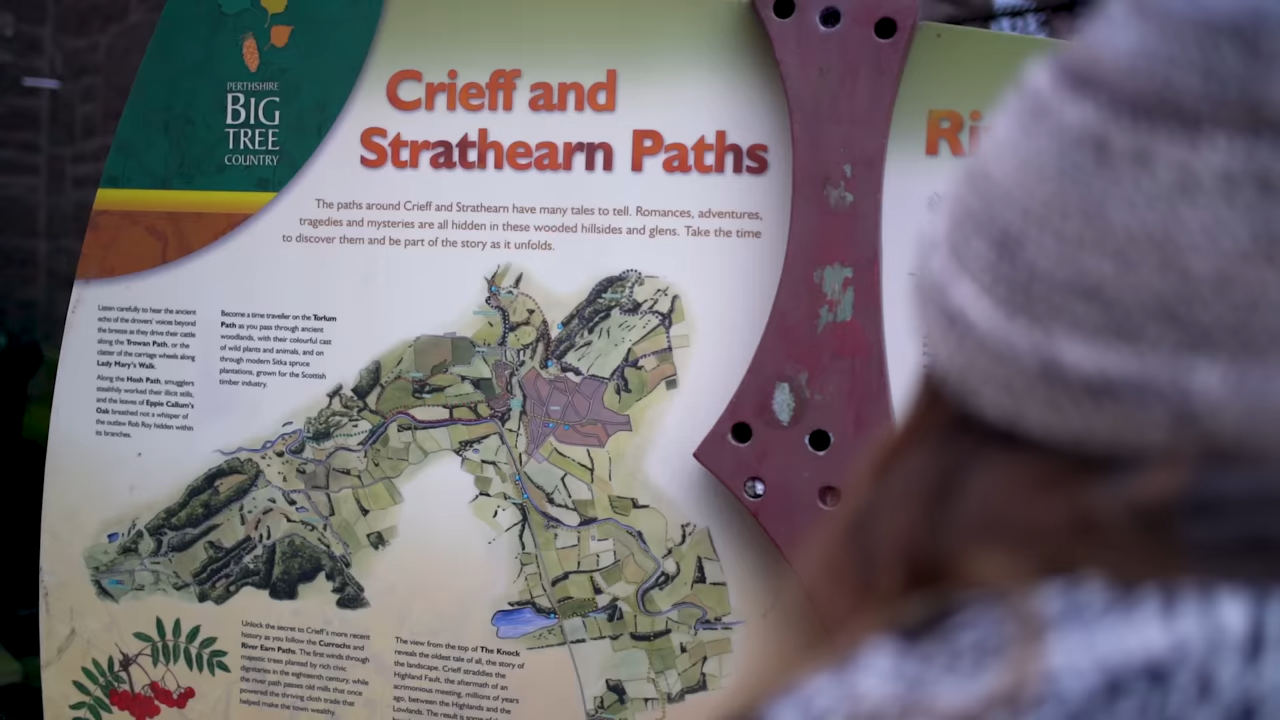 PERTHSHIRE
BIG
TREE
COUNTRY
Crieff and
Strathearn Paths
The paths around Crieff and Strathearn have many tales to tell. Romances, adventures,
tragedies and mysteries are all hidden in these wooded hillsides and glens. Take the time
to discover them and be part of the story as it unfolds.
Listen carefully to hear the ancient
echo of the drovers' voices beyond
the breeze as they drive their cattle
along the Trowan Path, or the
clatter of the carriage wheels along
Lady Mary's Walk.
Along the Hosh Path, smugglers
stealthily worked their illicit stills,
and the leaves of Eppie Callum's
Oak breathed not a whisper of
the outlaw Rob Roy hidden within
its branches.
Become a time traveller on the Torlum
Path as you pass through ancient
woodlands, with their colourful cast
of wild plants and animals, and on
through modern Sitka spruce
plantations, grown for the Scottish
timber industry.
Unlock the secret to Crieff's more recent
history as you follow the Currochs and
River Earn Paths. The first winds through
majestic trees planted by rich civic
dignitaries in the eighteenth century, while
the river path passes old mills that once
powered the thriving cloth trade that
helped make the town wealthy.
The view from the top of The Knock
reveals the oldest tale of all, the story of
the landscape. Crieff straddles the
Highland Fault, the aftermath of an
acrimonious meeting, millions of years
ago, between the Highlands and the
Lowlands. The result is some of
Ri